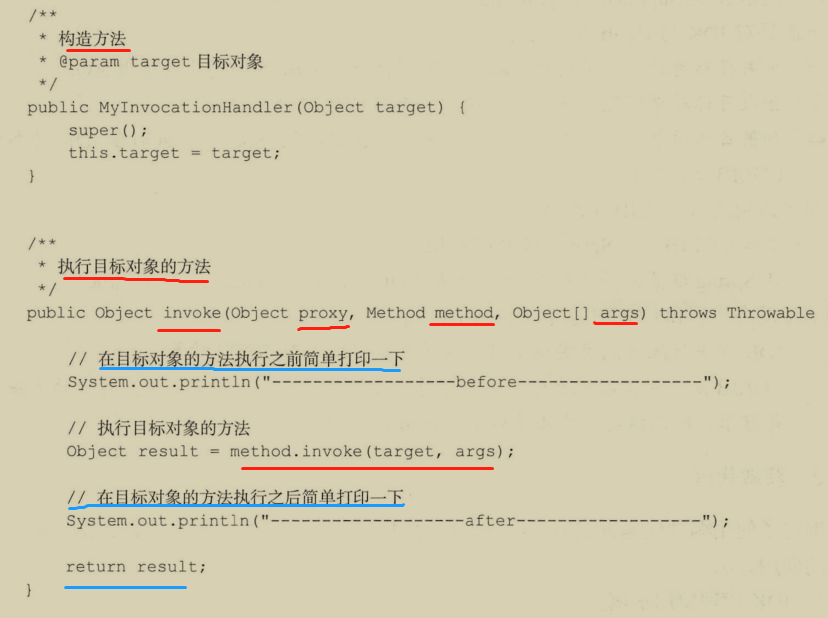 /**
* 构造方法
* @param target 目标对象
*/
public MyInvocationHandler(Object target) {
super();
this.target = target;
}
/**
* 执行目标对象的方法
*/
public Object invoke(Object proxy, Method method, Object[] args) throws Throwable
// 在目标对象的方法执行之前简单打印一下
System.out.println("------------------before------------------");
// 执行目标对象的方法
Object result = method.invoke(target, args);
// 在目标对象的方法执行之后简单打印一下
System.out.println("-------------------after------------------");
return result;
}